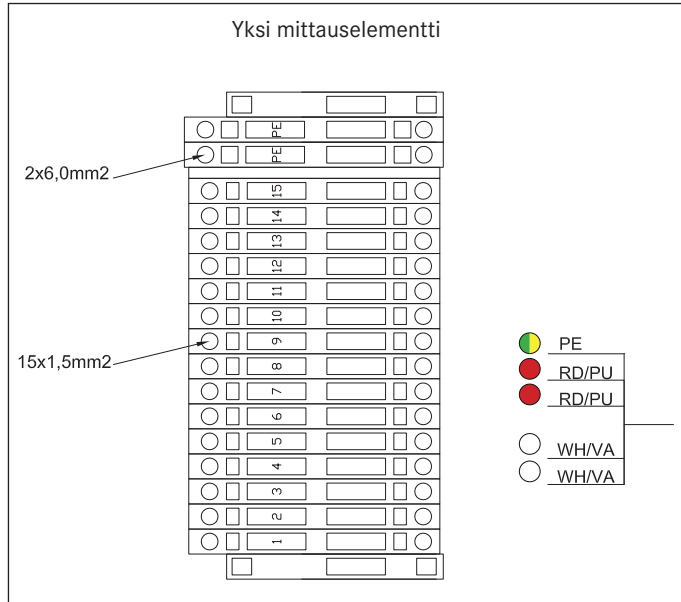 Yksi mittauselementti
PE
PE
2x6,0mm2
15
14
13
12
11
10
9
15x1,5mm2
8
7
6
5
4
3
2
1
PE
RD/PU
RD/PU
WH/VA
WH/VA